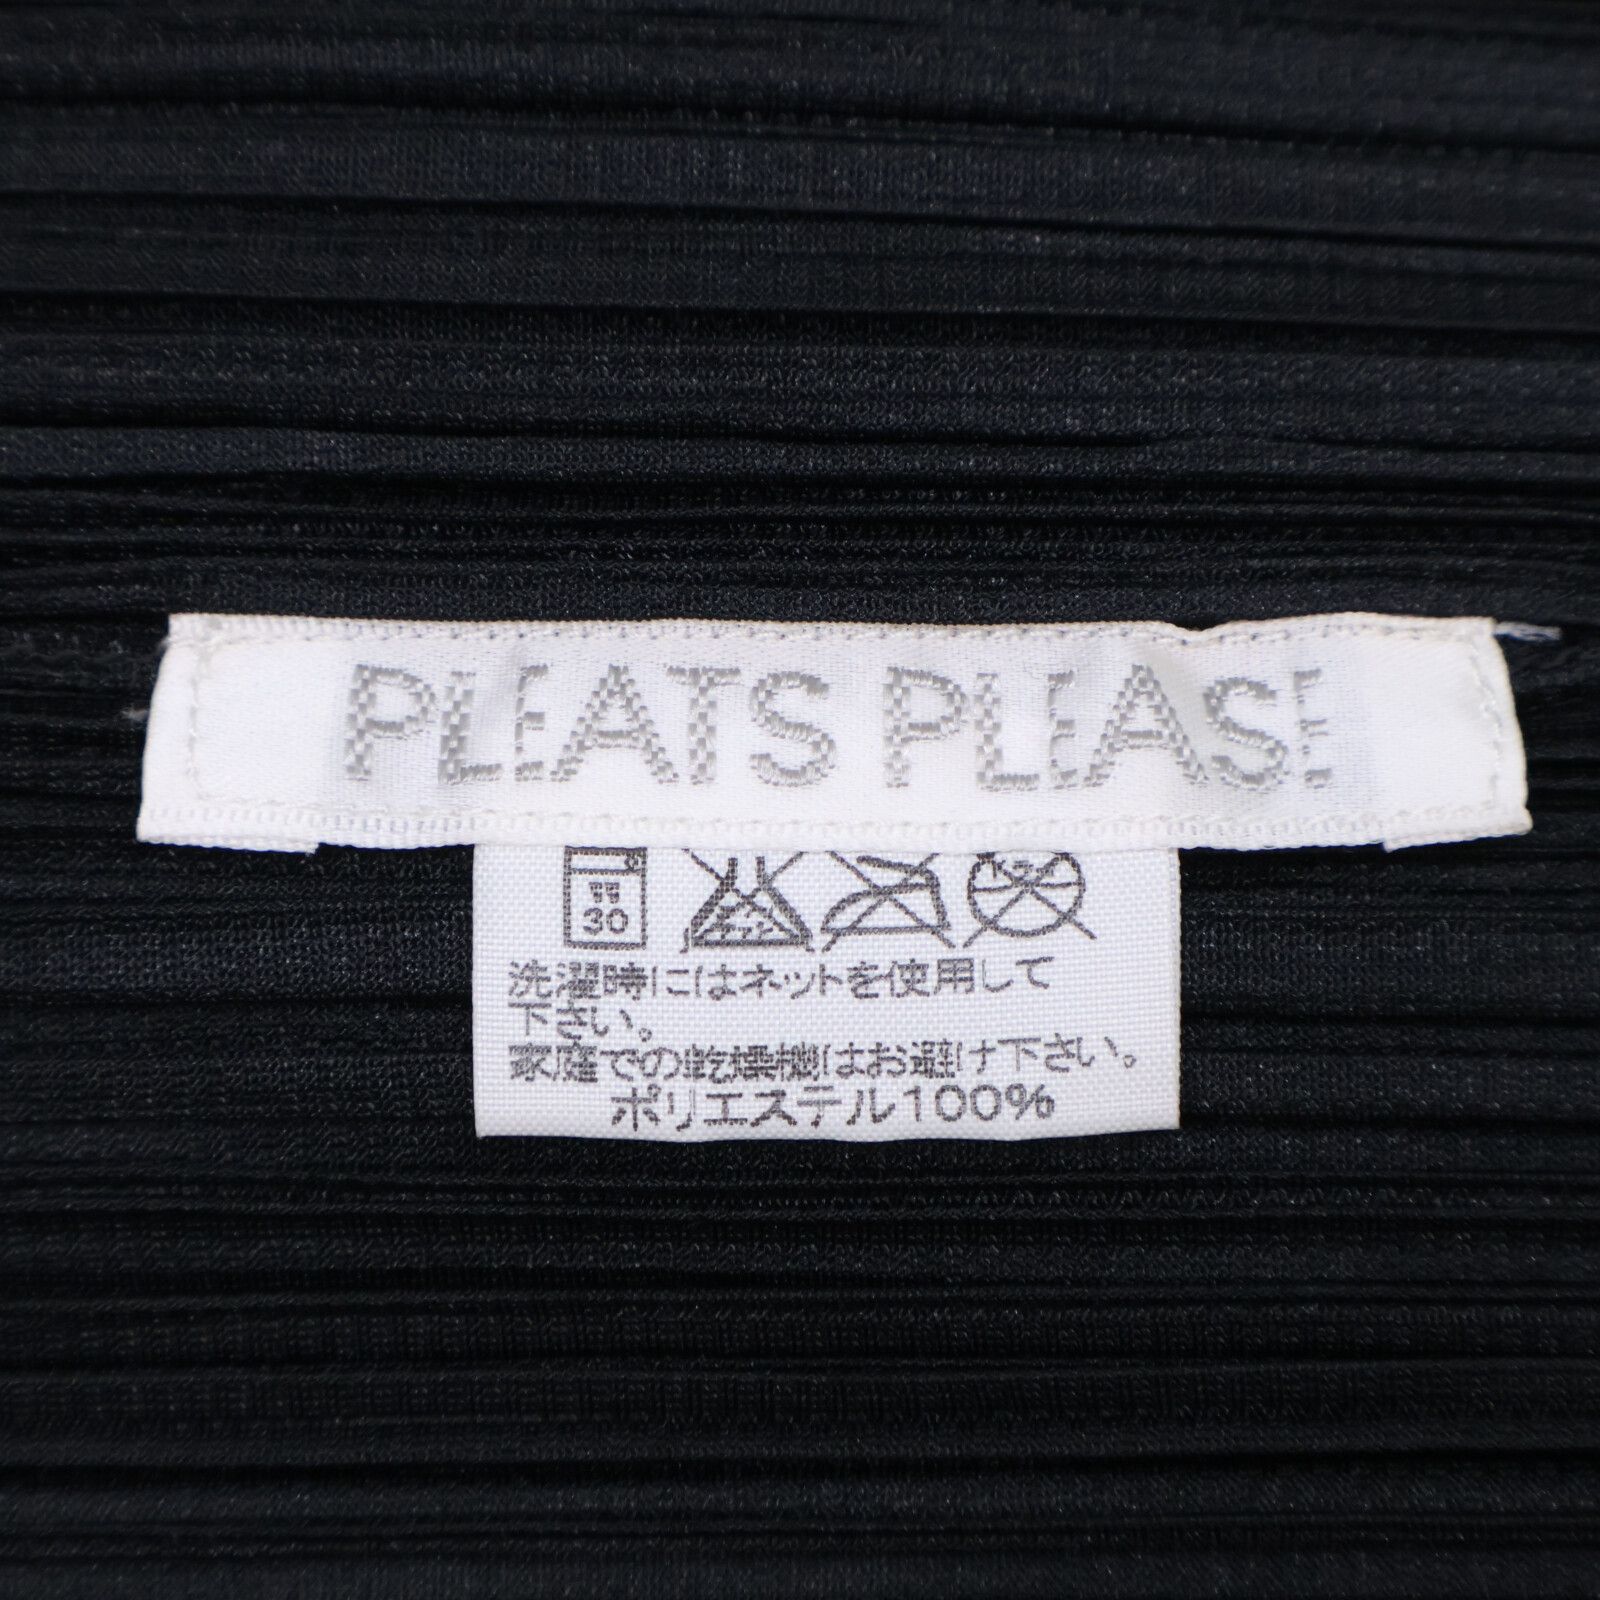 PLEATS PLEASE
30
洗濯時にはネットを使用して
下さい。
家庭での乾燥機はお避け下さい。
ポリエステル100%